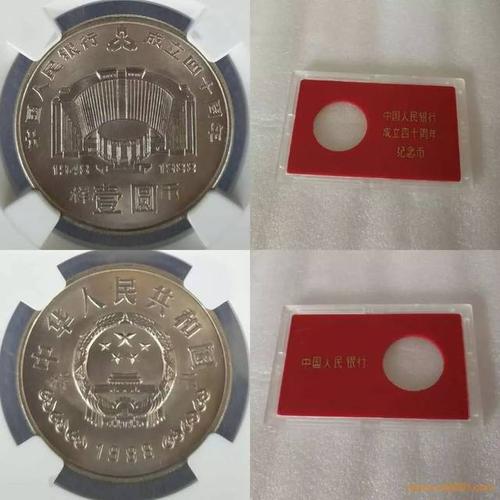 中国人民银行 成立四十周年
1948 1988
壹圆
中国人民银行
成立四十周年
纪念币
中华人民共和国
1988
中国人民银行